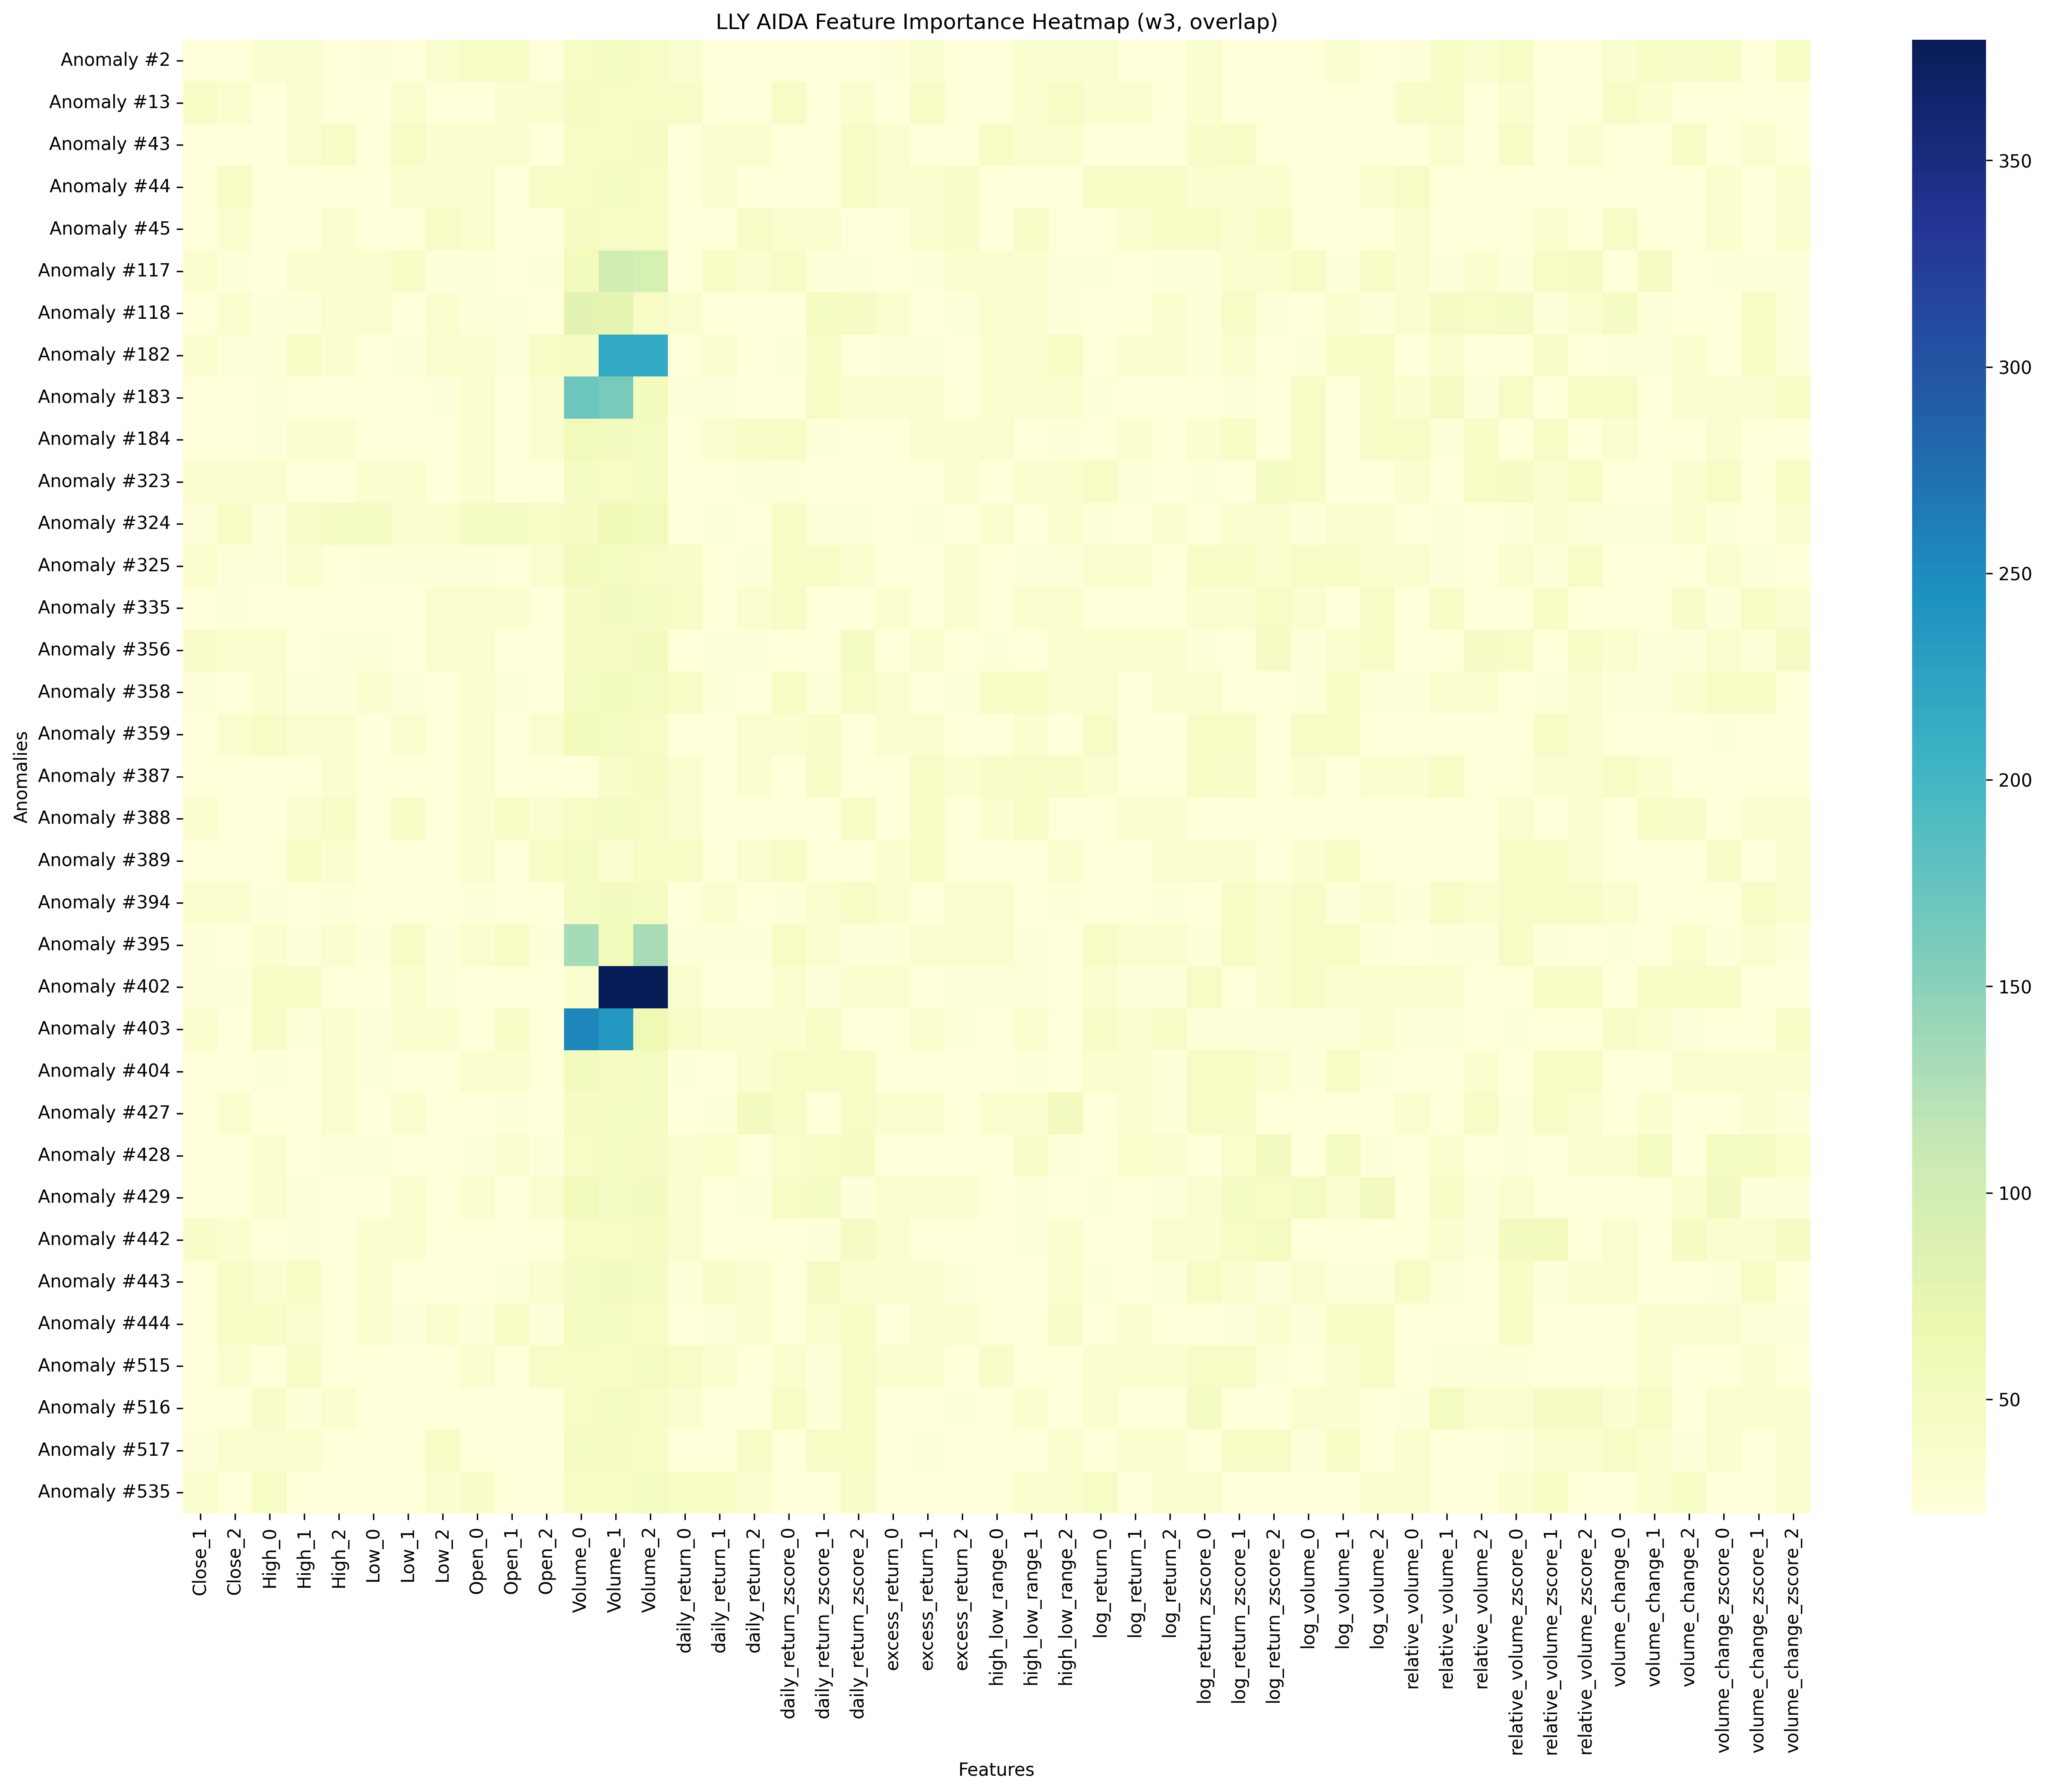 LLY AIDA Feature Importance Heatmap (w3, overlap)
Anomalies
Anomaly #2
Anomaly #13
Anomaly #43
Anomaly #44
Anomaly #45
Anomaly #117
Anomaly #118
Anomaly #182
Anomaly #183
Anomaly #184
Anomaly #323
Anomaly #324
Anomaly #325
Anomaly #335
Anomaly #356
Anomaly #358
Anomaly #359
Anomaly #387
Anomaly #388
Anomaly #389
Anomaly #394
Anomaly #395
Anomaly #402
Anomaly #403
Anomaly #404
Anomaly #427
Anomaly #428
Anomaly #429
Anomaly #442
Anomaly #443
Anomaly #444
Anomaly #515
Anomaly #516
Anomaly #517
Anomaly #535
350
300
250
200
150
100
50
Close_1
Close_2
High_0
High_1
High_2
Low_0
Low_1
Low_2
Open_0
Open_1
Open_2
Volume_0
Volume_1
Volume_2
daily_return_0
daily_return_1
daily_return_2
daily_return_zscore_0
daily_return_zscore_1
daily_return_zscore_2
excess_return_0
excess_return_1
excess_return_2
high_low_range_0
high_low_range_1
high_low_range_2
log_return_0
log_return_1
log_return_2
log_return_zscore_0
log_return_zscore_1
log_return_zscore_2
log_volume_0
log_volume_1
log_volume_2
relative_volume_0
relative_volume_1
relative_volume_2
relative_volume_zscore_0
relative_volume_zscore_1
relative_volume_zscore_2
volume_change_0
volume_change_1
volume_change_2
volume_change_zscore_0
volume_change_zscore_1
volume_change_zscore_2
Features